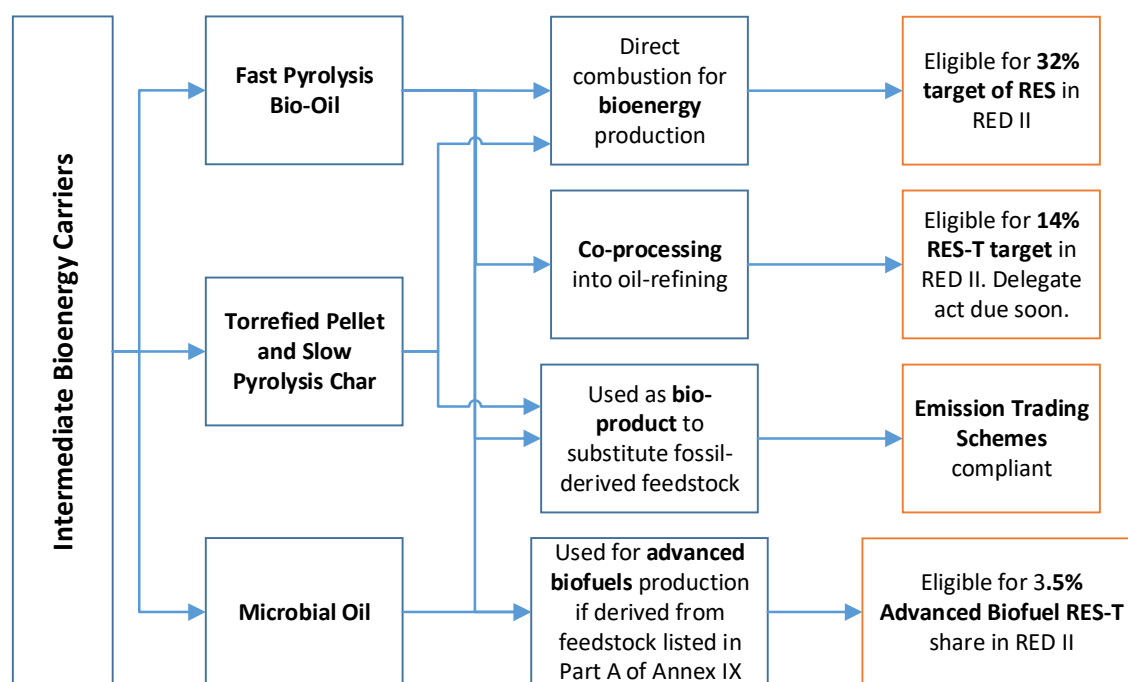 Intermediate Bioenergy Carriers
Fast Pyrolysis
Bio-Oil
Torrefied Pellet
and Slow
Pyrolysis Char
Microbial Oil
Direct
combustion for
bioenergy
production
Co-processing
into oil-refining
Used as bio-
product to
substitute fossil-
derived feedstock
Used for advanced
biofuels production
if derived from
feedstock listed in
Part A of Annex IX
Eligible for 32%
target of RES in
RED II
Eligible for 14%
RES-T target in
RED II. Delegate
act due soon.
Emission Trading
Schemes
compliant
Eligible for 3.5%
Advanced Biofuel RES-T
share in RED II